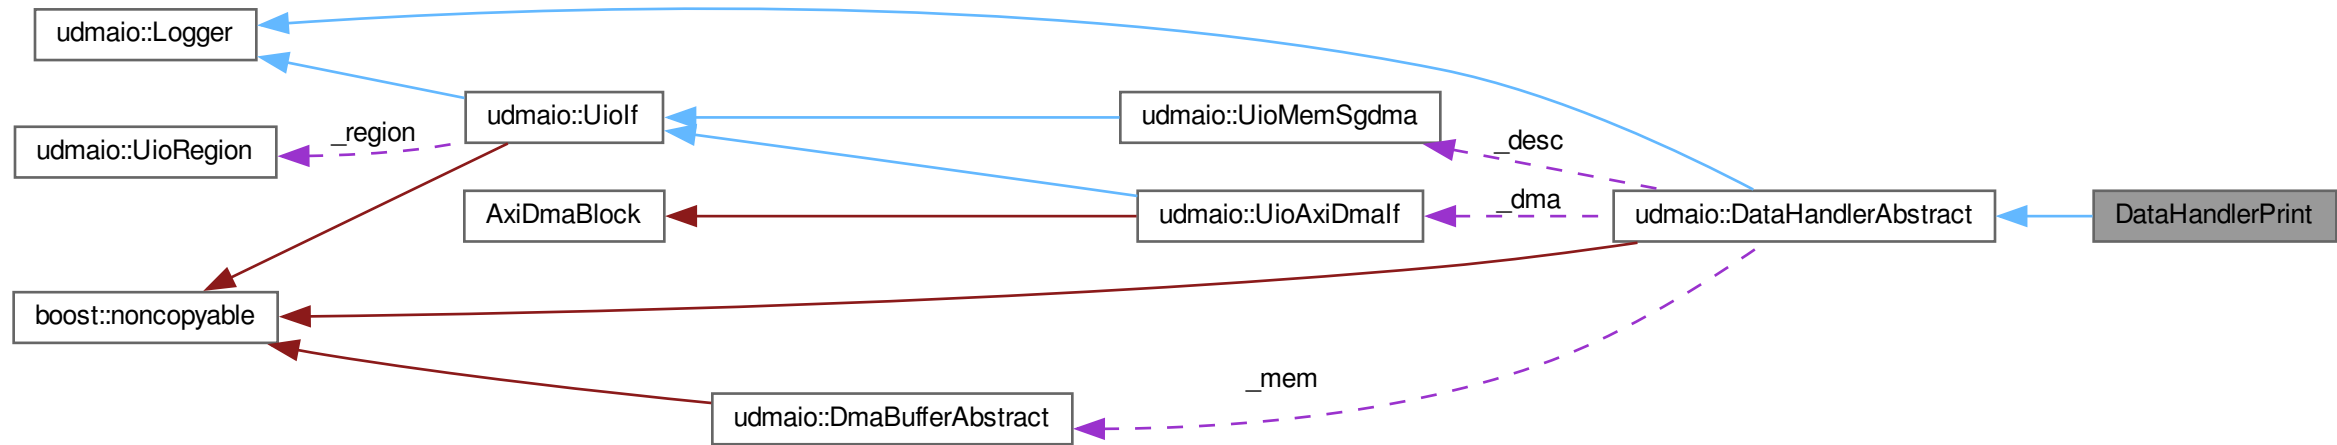 udmaio::Logger
udmaio::UioIf
udmaio::UioMemSgdma
_region
udmaio::UioRegion
_desc
AxiDmaBlock
udmaio::UioAxiDmaIf
_dma
udmaio::DataHandlerAbstract
DataHandlerPrint
boost::noncopyable
_mem
udmaio::DmaBufferAbstract